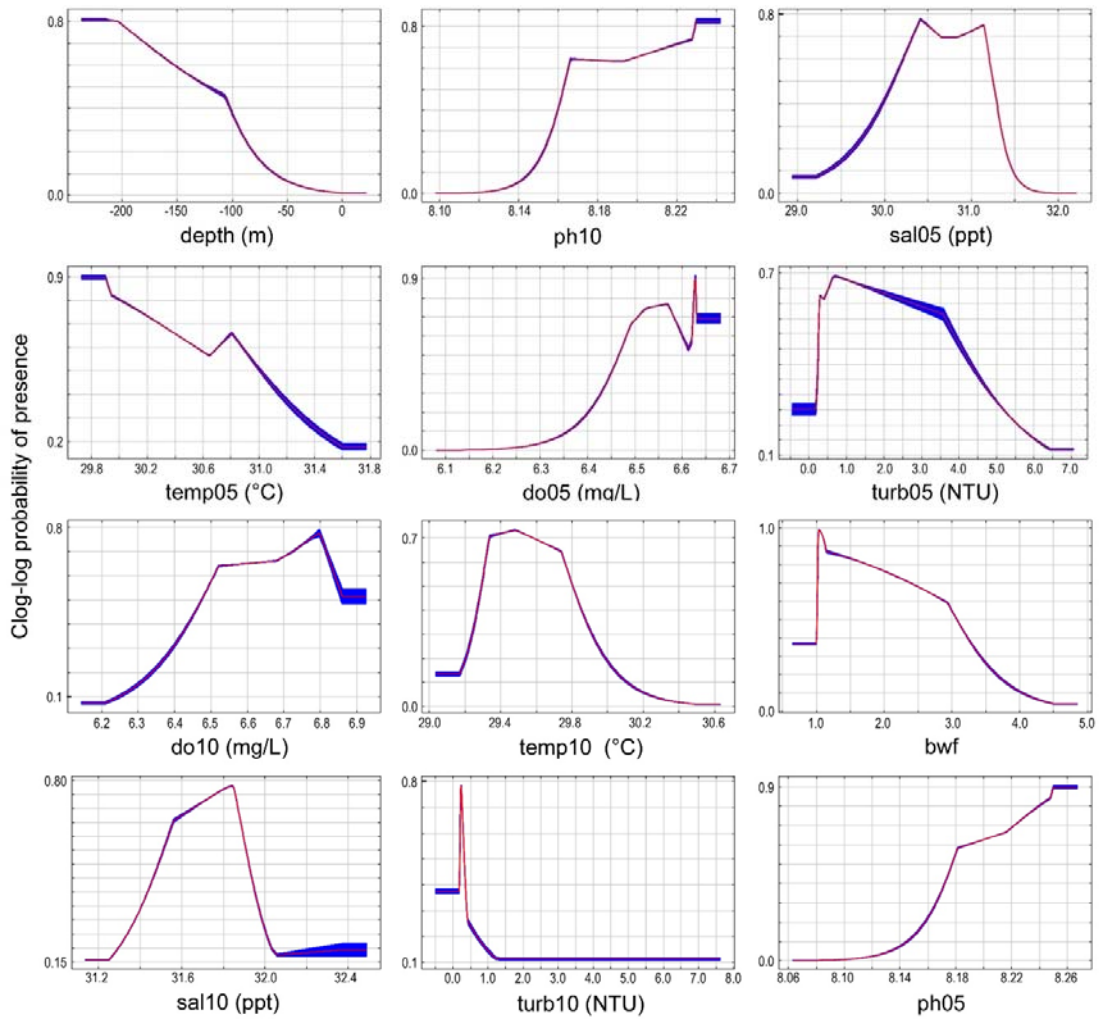 Clog-log probability of presence
0.8
0.0
-200 -150 -100 -50 0
depth (m)
0.8
0.0
8.10 8.14 8.18 8.22
ph10
0.8
0.0
29.0 30.0 31.0 32.0
sal05 (ppt)
0.9
0.2
29.8 30.2 30.6 31.0 31.4 31.8
temp05 (°C)
0.9
0.0
6.1 6.2 6.3 6.4 6.5 6.6 6.7
do05 (mg/L)
0.7
0.1
0.0 1.0 2.0 3.0 4.0 5.0 6.0 7.0
turb05 (NTU)
0.8
0.1
6.2 6.3 6.4 6.5 6.6 6.7 6.8 6.9
do10 (mg/L)
0.7
0.0
29.0 29.4 29.8 30.2 30.6
temp10 (°C)
1.0
0.0
1.0 2.0 3.0 4.0 5.0
bwf
0.80
0.15
31.2 31.6 32.0 32.4
sal10 (ppt)
0.8
0.1
0.0 1.0 2.0 3.0 4.0 5.0 6.0 7.0 8.0
turb10 (NTU)
0.9
0.0
8.06 8.10 8.14 8.18 8.22 8.26
ph05